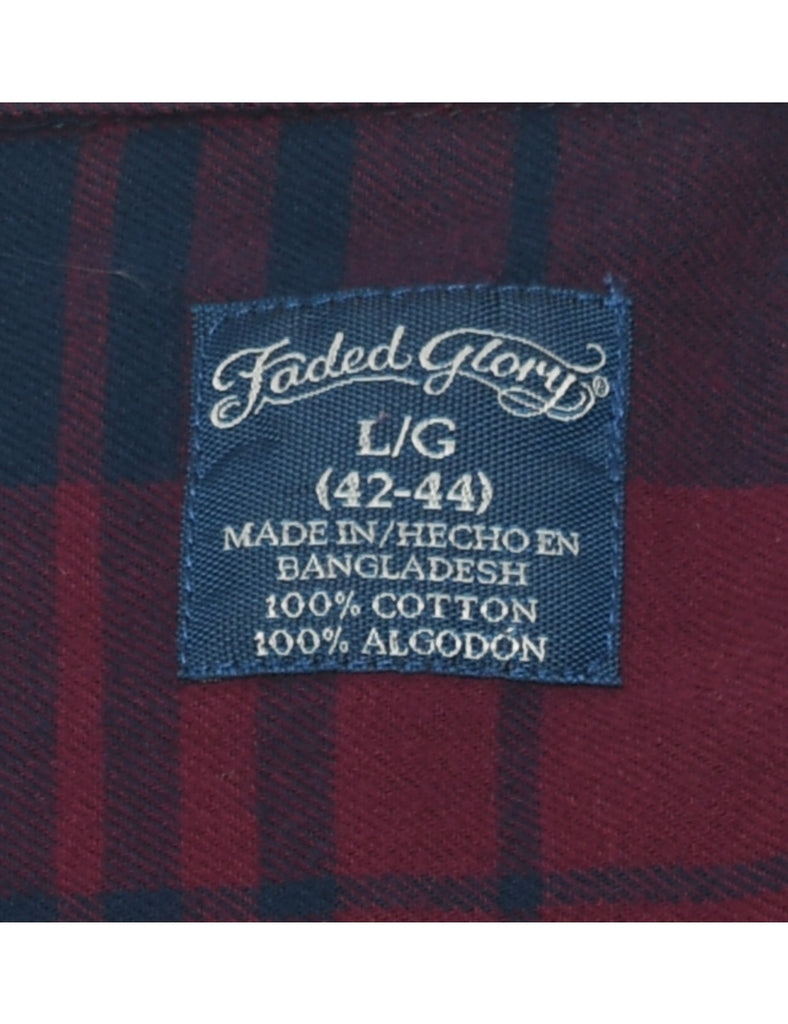 Faded Glory®
L/G
(42-44)
MADE IN/HECHO EN
BANGLADESH
100% COTTON
100% ALGODÓN